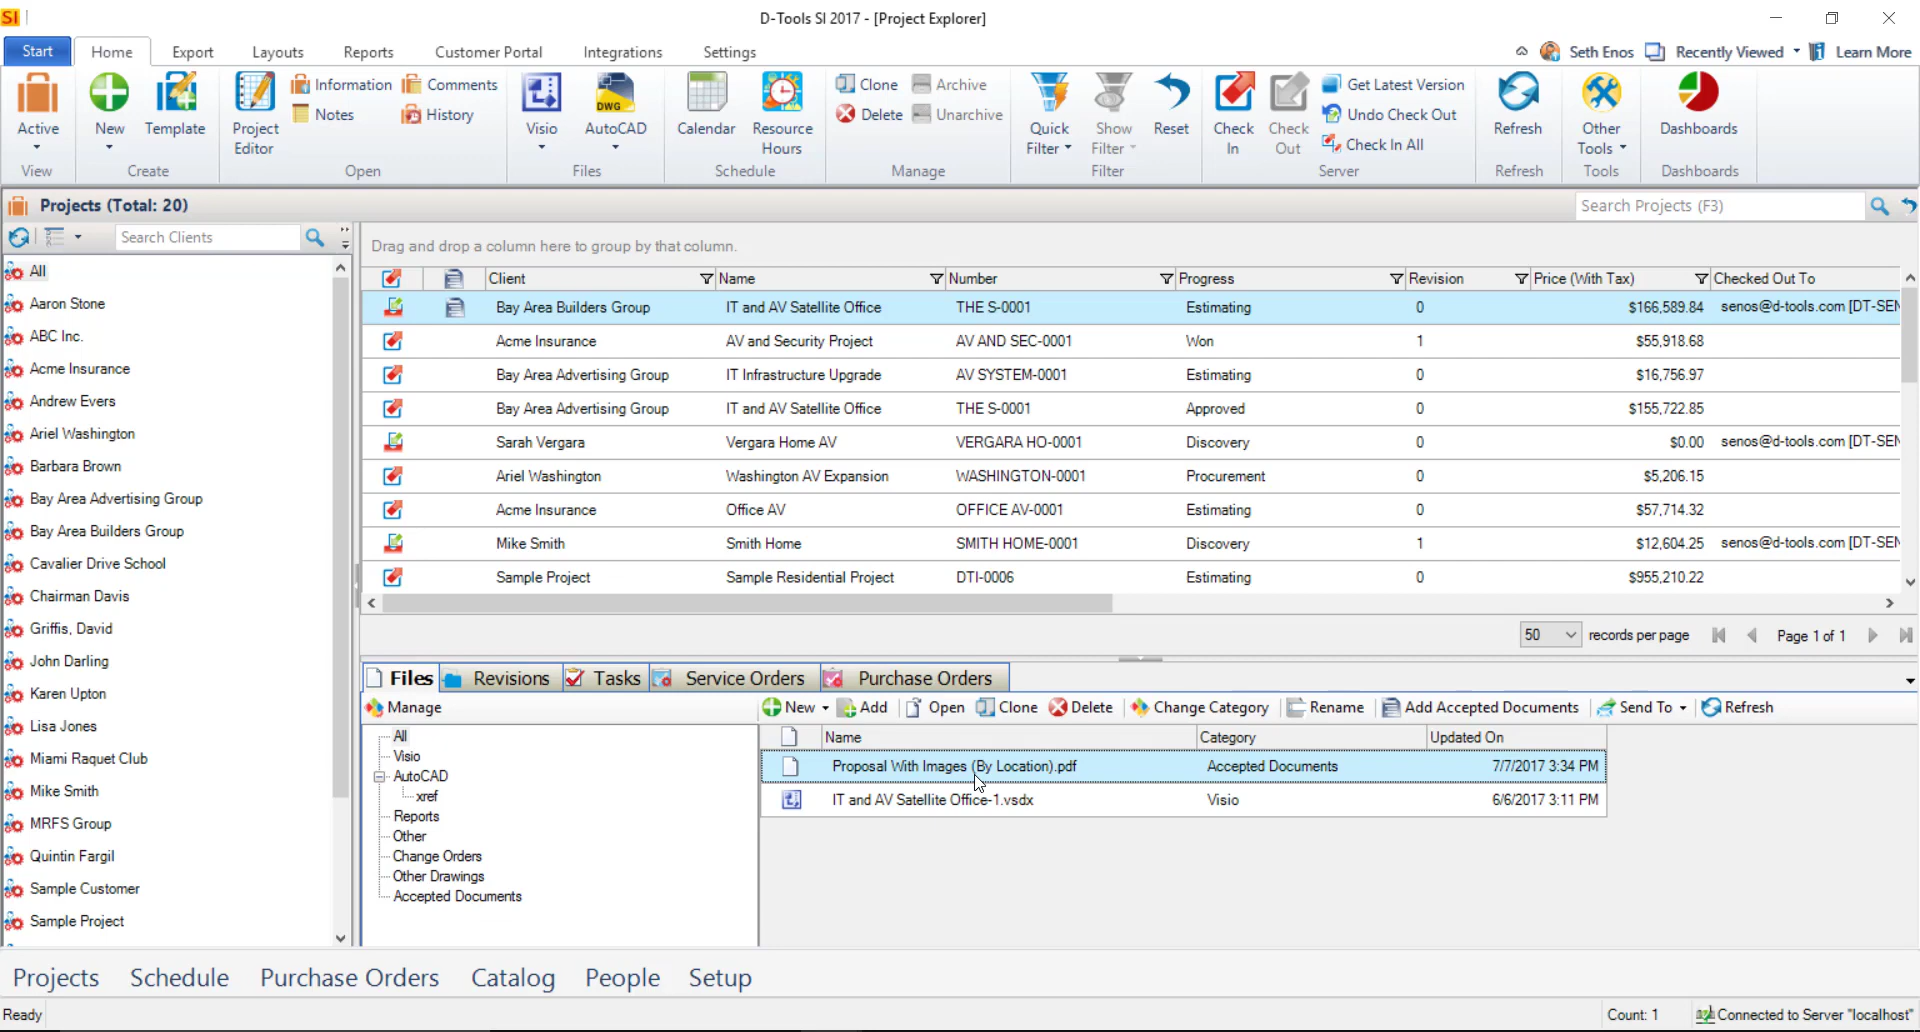 SI
D-Tools SI 2017 - [Project Explorer]
Start Home Export Layouts Reports Customer Portal Integrations Settings Seth Enos Recently Viewed Learn More
Active New Template Project Editor Information Comments Notes History Visio DWG AutoCAD Calendar Resource Hours Clone Archive Delete Unarchive Quick Filter Show Filter Reset Check In Check Out Get Latest Version Undo Check Out Check In All Refresh Other Tools Dashboards
View Create Open Files Schedule Manage Filter Server Refresh Tools Dashboards
Projects (Total: 20) Search Projects (F3)
Search Clients
All
Aaron Stone
ABC Inc.
Acme Insurance
Andrew Evers
Ariel Washington
Barbara Brown
Bay Area Advertising Group
Bay Area Builders Group
Cavalier Drive School
Chairman Davis
Griffis, David
John Darling
Karen Upton
Lisa Jones
Miami Raquet Club
Mike Smith
MRFS Group
Quintin Fargil
Sample Customer
Sample Project
Drag and drop a column here to group by that column.
Client Name Number Progress Revision Price (With Tax) Checked Out To
Bay Area Builders Group IT and AV Satellite Office THE S-0001 Estimating 0 $166,589.84 senos@d-tools.com [DT-SEN
Acme Insurance AV and Security Project AV AND SEC-0001 Won 1 $55,918.68
Bay Area Advertising Group IT Infrastructure Upgrade AV SYSTEM-0001 Estimating 0 $16,756.97
Bay Area Advertising Group IT and AV Satellite Office THE S-0001 Approved 0 $155,722.85
Sarah Vergara Vergara Home AV VERGARA HO-0001 Discovery 0 $0.00 senos@d-tools.com [DT-SEN
Ariel Washington Washington AV Expansion WASHINGTON-0001 Procurement 0 $5,206.15
Acme Insurance Office AV OFFICE AV-0001 Estimating 0 $57,714.32
Mike Smith Smith Home SMITH HOME-0001 Discovery 1 $12,604.25 senos@d-tools.com [DT-SEN
Sample Project Sample Residential Project DTI-0006 Estimating 0 $955,210.22
50 records per page Page 1 of 1
Files Revisions Tasks Service Orders Purchase Orders
Manage
All
Visio
AutoCAD
xref
Reports
Other
Change Orders
Other Drawings
Accepted Documents
New Add Open Clone Delete Change Category Rename Add Accepted Documents Send To Refresh
Name Category Updated On
Proposal With Images (By Location).pdf Accepted Documents 7/7/2017 3:34 PM
IT and AV Satellite Office-1.vsdx Visio 6/6/2017 3:11 PM
Projects Schedule Purchase Orders Catalog People Setup
Ready Count: 1 Connected to Server "localhost"